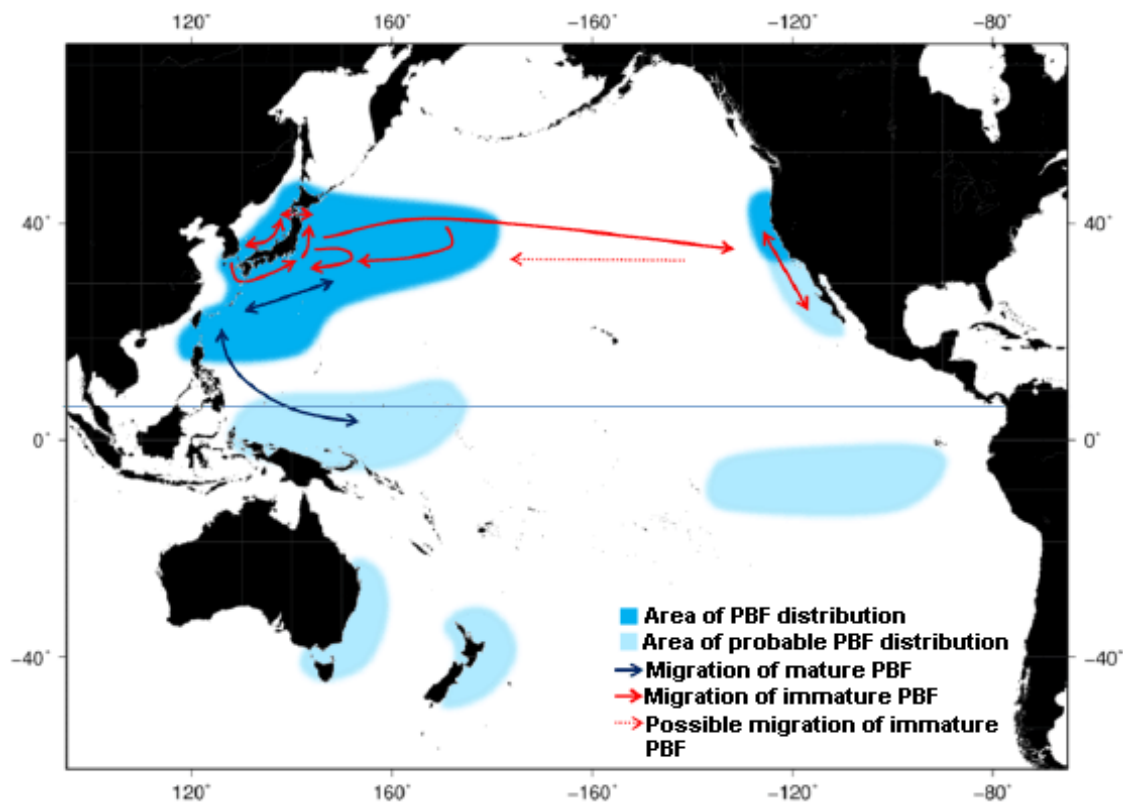 120° 160° −160° −120° −80°
40° 40°
0° 0°
Area of PBF distribution
Area of probable PBF distribution
−40° −40°
Migration of mature PBF
Migration of immature PBF
Possible migration of immature
PBF
120° 160° −160° −120° −80°